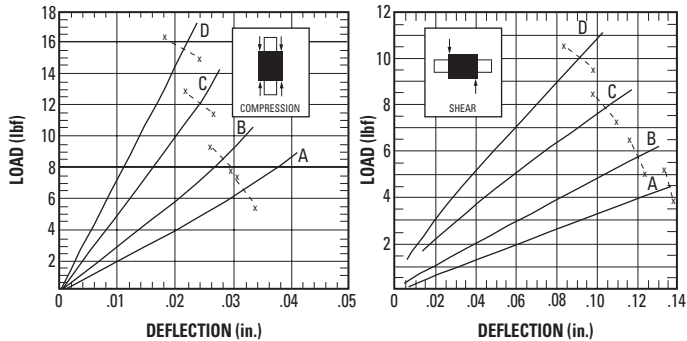 LOAD (lbf)
18
16
14
12
10
8
6
4
2
0
.01
.02
.03
.04
.05
DEFLECTION (in.)
D
C
B
A
x
x
x
x
x
x
x
x
COMPRESSION
LOAD (lbf)
12
10
8
6
4
2
0
.02
.04
.06
.08
.10
.12
.14
DEFLECTION (in.)
D
C
B
A
x
x
x
x
x
x
x
x
SHEAR